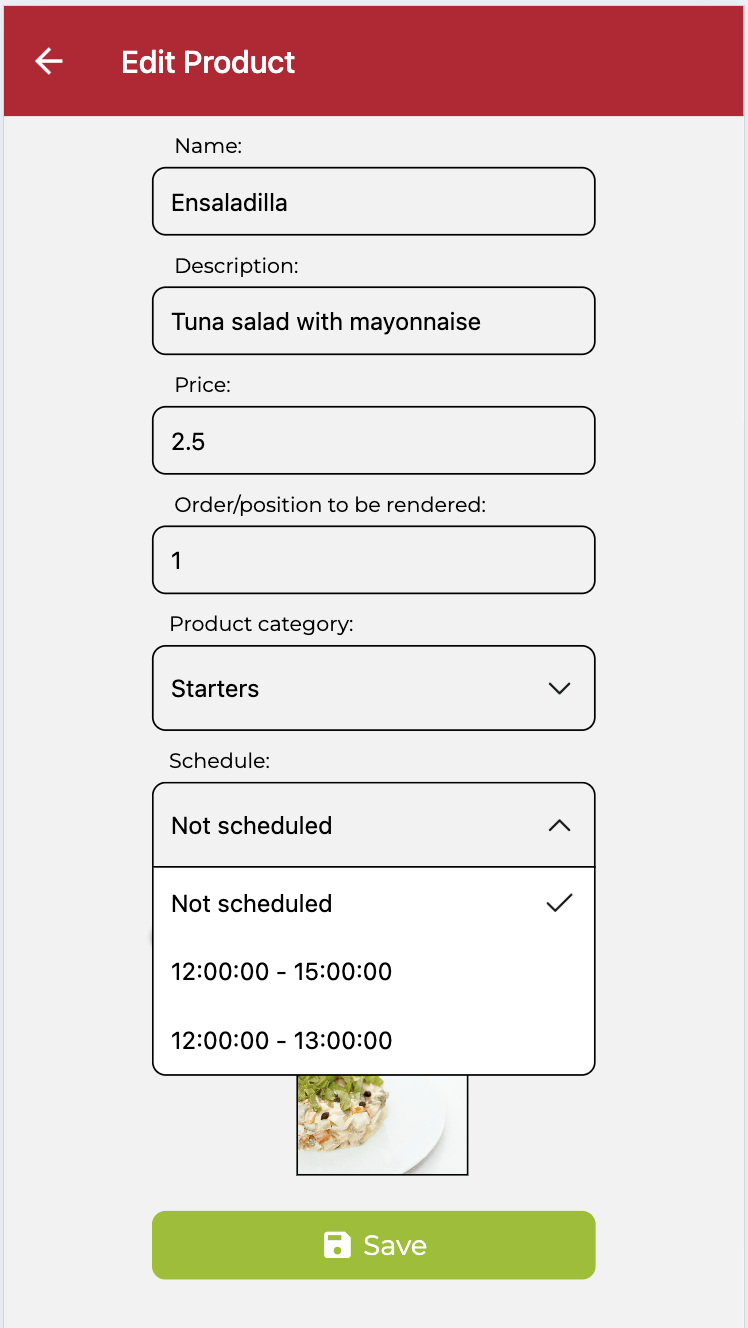 Edit Product
Name:
Ensaladilla
Description:
Tuna salad with mayonnaise
Price:
2.5
Order/position to be rendered:
1
Product category:
Starters
Schedule:
Not scheduled
Not scheduled
12:00:00 - 15:00:00
12:00:00 - 13:00:00
Save